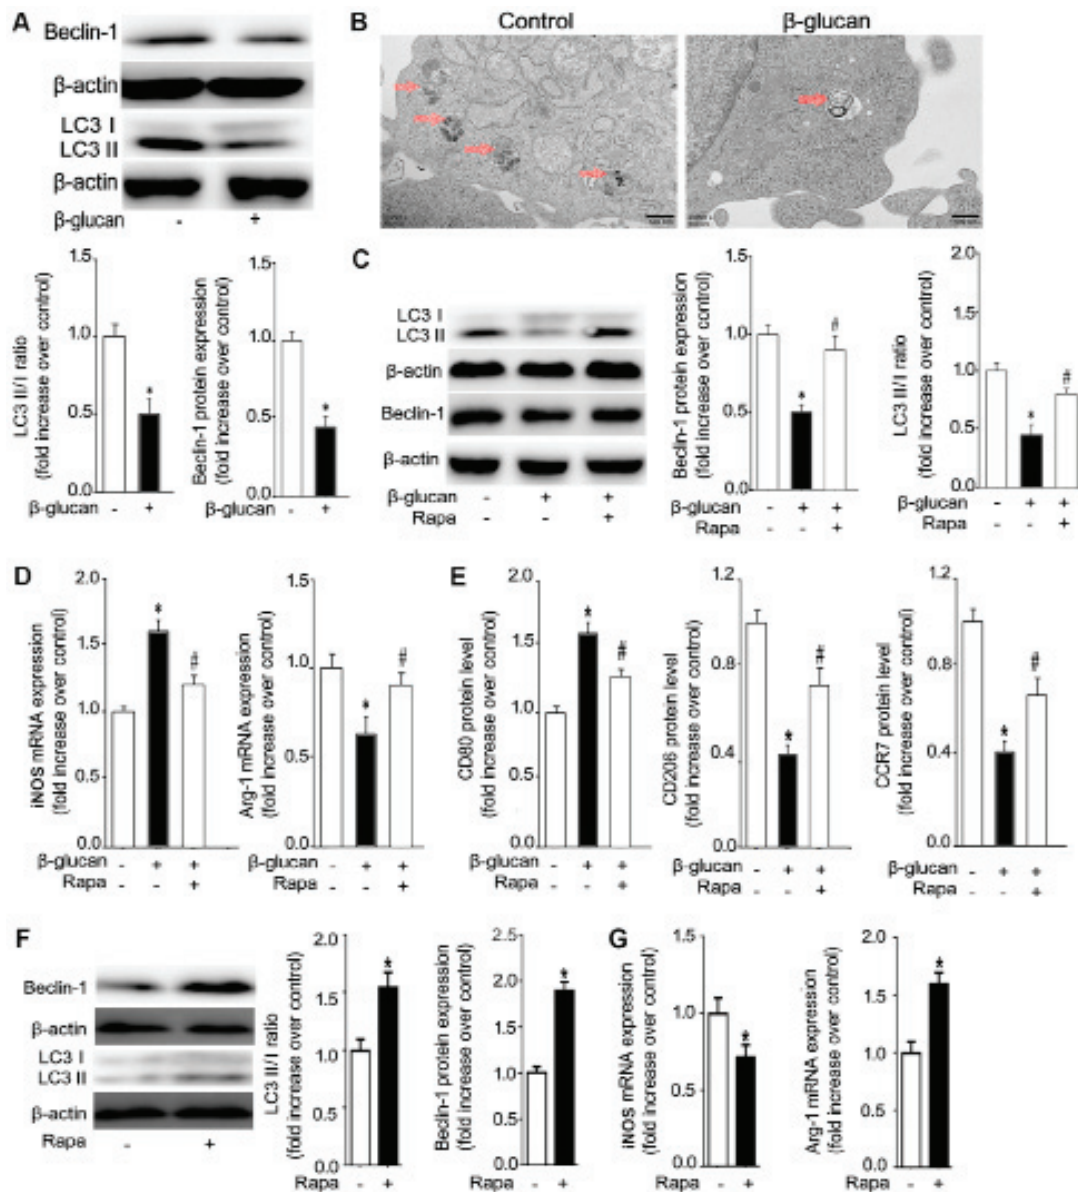 A
Beclin-1
β-actin
LC3 I
LC3 II
β-actin
β-glucan - +
B
Control
β-glucan
LC3 II/I ratio
(fold increase over control)
1.5
1.0
0.5
0.0
*
β-glucan - +
Beclin-1 protein expression
(fold increase over control)
1.5
1.0
0.5
0.0
*
β-glucan - +
C
LC3 I
LC3 II
β-actin
Beclin-1
β-actin
β-glucan - + +
Rapa - - +
Beclin-1 protein expression
(fold increase over control)
1.5
1.0
0.5
0.0
* #
β-glucan - + +
Rapa - - +
LC3 II/I ratio
(fold increase over control)
2.0
1.5
1.0
0.5
0.0
* #
β-glucan - + +
Rapa - - +
D
iNOS mRNA expression
(fold increase over control)
2.0
1.5
1.0
0.0
* #
β-glucan - + +
Rapa - - +
Arg-1 mRNA expression
(fold increase over control)
1.5
1.0
0.5
0.0
* #
β-glucan - + +
Rapa - - +
E
CD80 protein level
(fold increase over control)
2.0
1.5
1.0
0.5
0.0
* #
β-glucan - + +
Rapa - - +
CD206 protein level
(fold increase over control)
1.2
0.8
0.4
0.0
* #
β-glucan - + +
Rapa - - +
CCR7 protein level
(fold increase over control)
1.2
0.8
0.4
0.0
* #
β-glucan - + +
Rapa - - +
F
Beclin-1
β-actin
LC3 I
LC3 II
β-actin
Rapa - +
LC3 II/I ratio
(fold increase over control)
2.0
1.5
1.0
0.5
0.0
*
Rapa - +
Beclin-1 protein expression
(fold increase over control)
2.5
2.0
1.5
1.0
0.5
0.0
*
Rapa - +
G
iNOS mRNA expression
(fold increase over control)
1.5
1.0
0.5
0.0
*
Rapa - +
Arg-1 mRNA expression
(fold increase over control)
2.0
1.5
1.0
0.5
0.0
*
Rapa - +